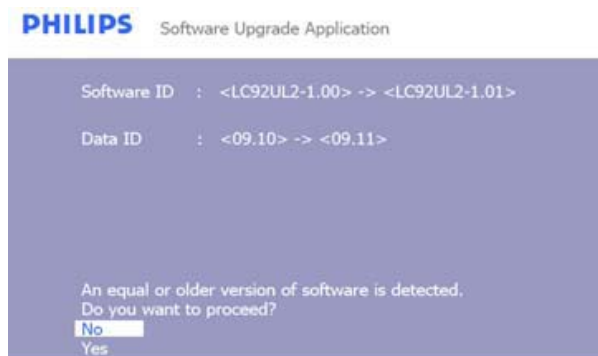 PHILIPS Software Upgrade Application
Software ID : <LC92UL2-1.00> -> <LC92UL2-1.01>
Data ID : <09.10> -> <09.11>
An equal or older version of software is detected.
Do you want to proceed?
No
Yes